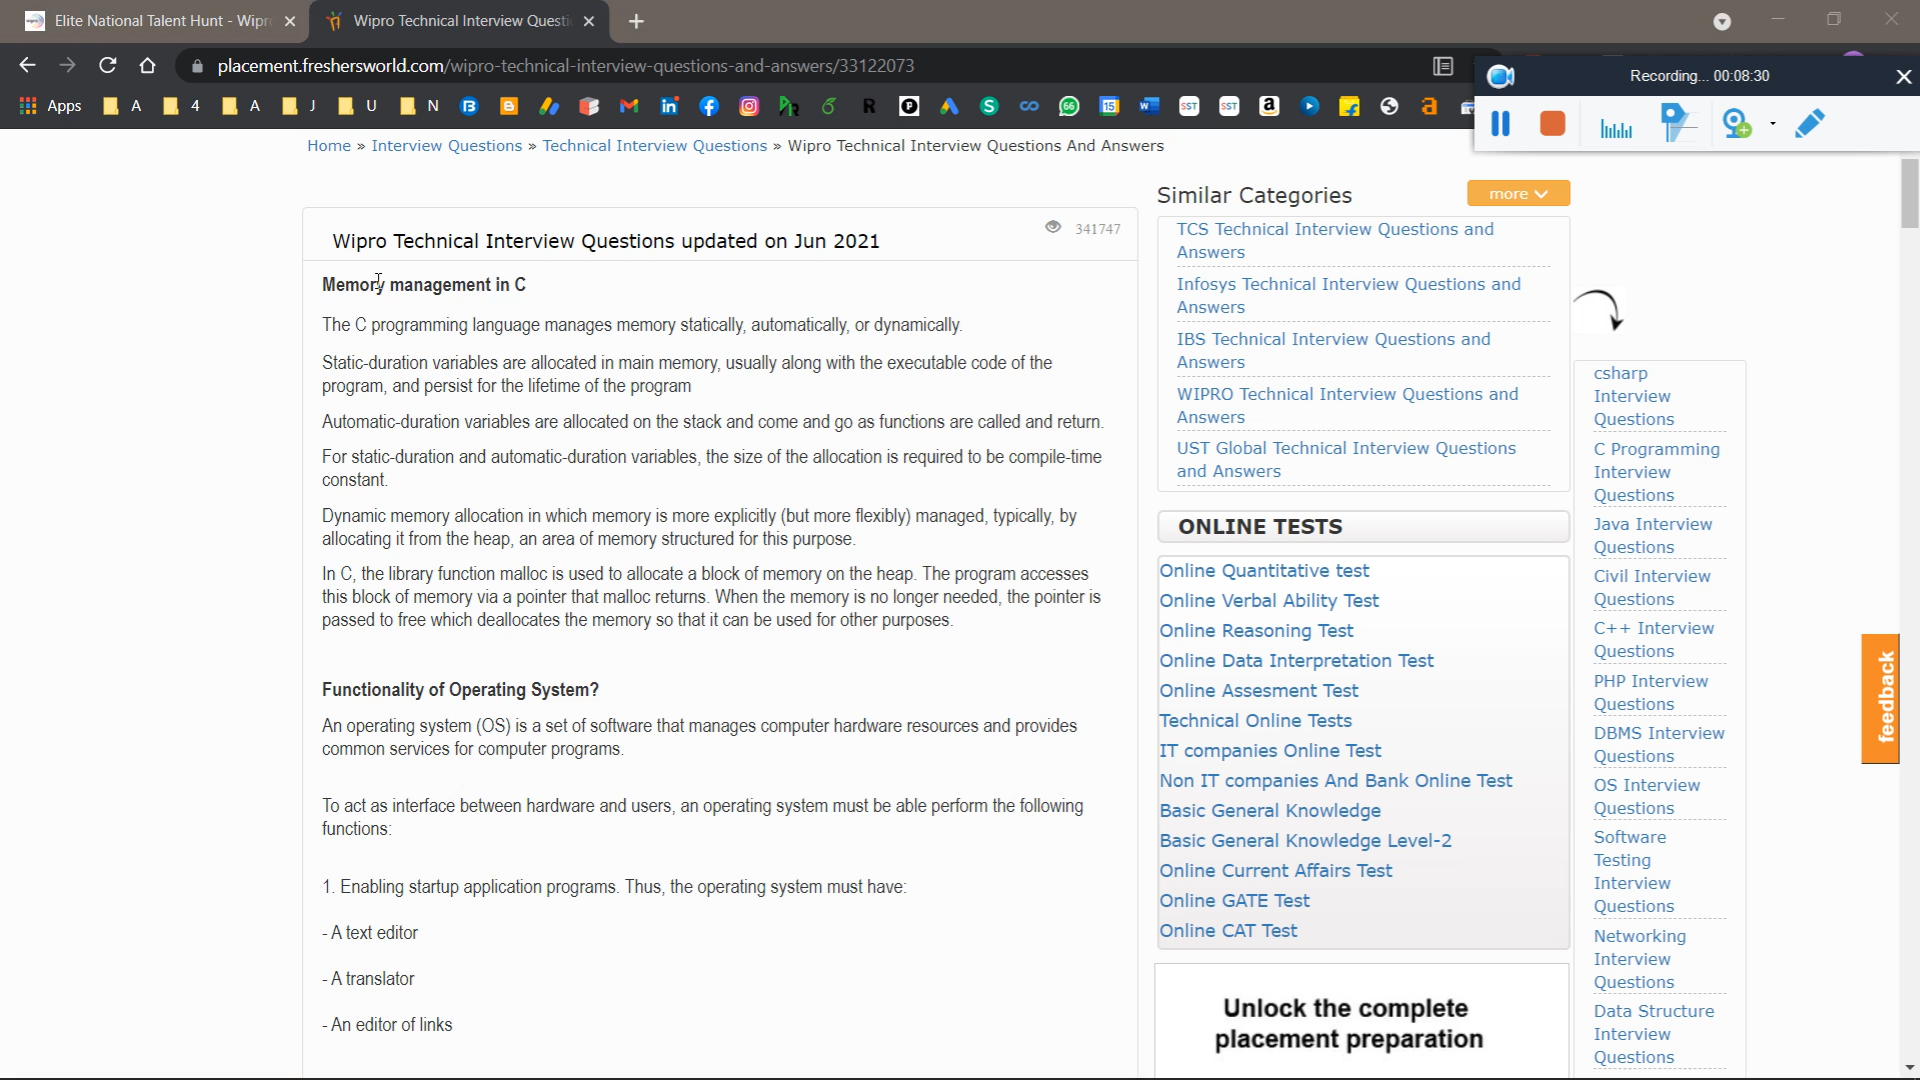 Elite National Talent Hunt - Wipr
Wipro Technical Interview Questi
placement.freshersworld.com/wipro-technical-interview-questions-and-answers/33122073
Recording... 00:08:30
Apps A 4 A J U N
Home » Interview Questions » Technical Interview Questions » Wipro Technical Interview Questions And Answers
Wipro Technical Interview Questions updated on Jun 2021
341747
Memory management in C
The C programming language manages memory statically, automatically, or dynamically.
Static-duration variables are allocated in main memory, usually along with the executable code of the
program, and persist for the lifetime of the program
Automatic-duration variables are allocated on the stack and come and go as functions are called and return.
For static-duration and automatic-duration variables, the size of the allocation is required to be compile-time
constant.
Dynamic memory allocation in which memory is more explicitly (but more flexibly) managed, typically, by
allocating it from the heap, an area of memory structured for this purpose.
In C, the library function malloc is used to allocate a block of memory on the heap. The program accesses
this block of memory via a pointer that malloc returns. When the memory is no longer needed, the pointer is
passed to free which deallocates the memory so that it can be used for other purposes.
Functionality of Operating System?
An operating system (OS) is a set of software that manages computer hardware resources and provides
common services for computer programs.
To act as interface between hardware and users, an operating system must be able perform the following
functions:
1. Enabling startup application programs. Thus, the operating system must have:
- A text editor
- A translator
- An editor of links
Similar Categories
more
TCS Technical Interview Questions and
Answers
Infosys Technical Interview Questions and
Answers
IBS Technical Interview Questions and
Answers
WIPRO Technical Interview Questions and
Answers
UST Global Technical Interview Questions
and Answers
ONLINE TESTS
Online Quantitative test
Online Verbal Ability Test
Online Reasoning Test
Online Data Interpretation Test
Online Assesment Test
Technical Online Tests
IT companies Online Test
Non IT companies And Bank Online Test
Basic General Knowledge
Basic General Knowledge Level-2
Online Current Affairs Test
Online GATE Test
Online CAT Test
Unlock the complete
placement preparation
csharp
Interview
Questions
C Programming
Interview
Questions
Java Interview
Questions
Civil Interview
Questions
C++ Interview
Questions
PHP Interview
Questions
DBMS Interview
Questions
OS Interview
Questions
Software
Testing
Interview
Questions
Networking
Interview
Questions
Data Structure
Interview
Questions
feedback